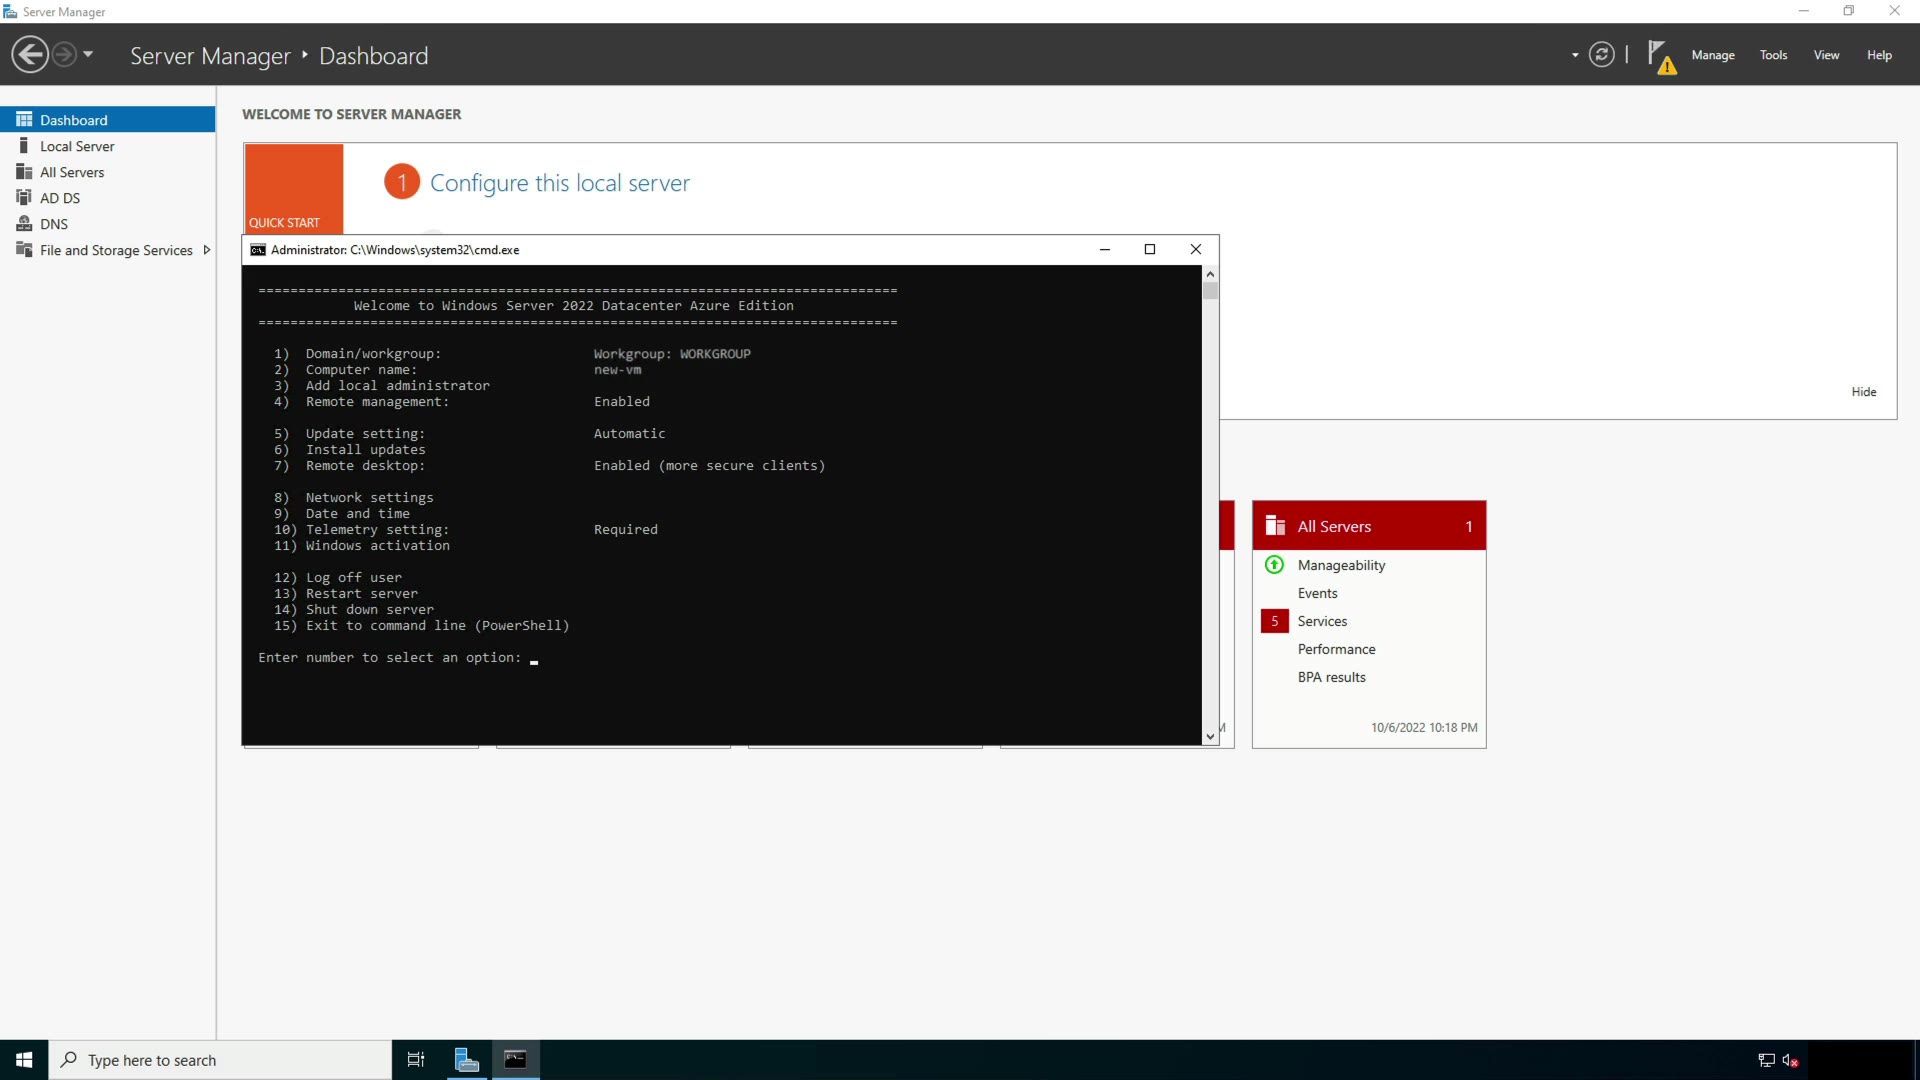 Server Manager
Server Manager ‣ Dashboard
Manage Tools View Help
Dashboard
Local Server
All Servers
AD DS
DNS
File and Storage Services
WELCOME TO SERVER MANAGER
QUICK START
1 Configure this local server
Hide
Administrator: C:\Windows\system32\cmd.exe
================================================================================
Welcome to Windows Server 2022 Datacenter Azure Edition
================================================================================
1) Domain/workgroup: Workgroup: WORKGROUP
2) Computer name: new-vm
3) Add local administrator
4) Remote management: Enabled
5) Update setting: Automatic
6) Install updates
7) Remote desktop: Enabled (more secure clients)
8) Network settings
9) Date and time
10) Telemetry setting: Required
11) Windows activation
12) Log off user
13) Restart server
14) Shut down server
15) Exit to command line (PowerShell)
Enter number to select an option:
All Servers 1
Manageability
Events
5 Services
Performance
BPA results
10/6/2022 10:18 PM
Type here to search